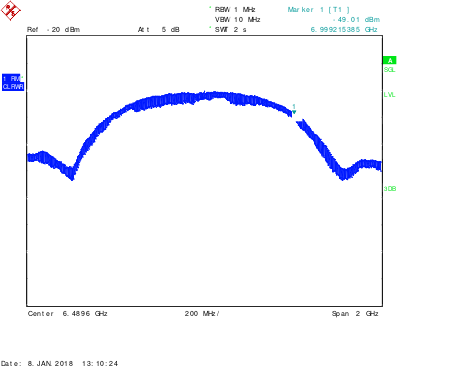 * RBW 1 MHz Marker 1 [T1 ]
VBW 10 MHz -49.01 dBm
Ref -20 dBm Att 5 dB * SWT 2 s 6.999215385 GHz
A
SGL
1 RM*
CLRWR
LVL
1
3DB
Center 6.4896 GHz 200 MHz/ Span 2 GHz
Date: 8.JAN.2018 13:10:24